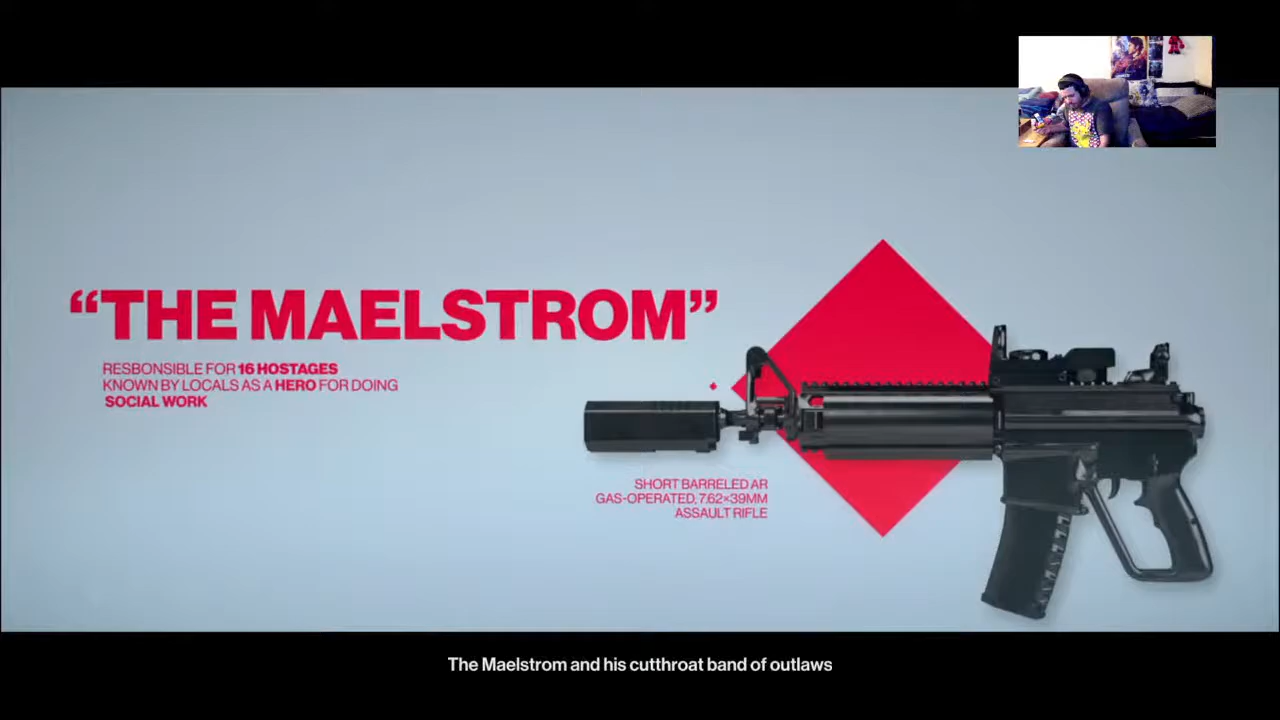 “THE MAELSTROM”
RESBONSIBLE FOR 16 HOSTAGES
KNOWN BY LOCALS AS A HERO FOR DOING
SOCIAL WORK
SHORT BARRELED AR
GAS-OPERATED, 7.62×39MM
ASSAULT RIFLE
The Maelstrom and his cutthroat band of outlaws